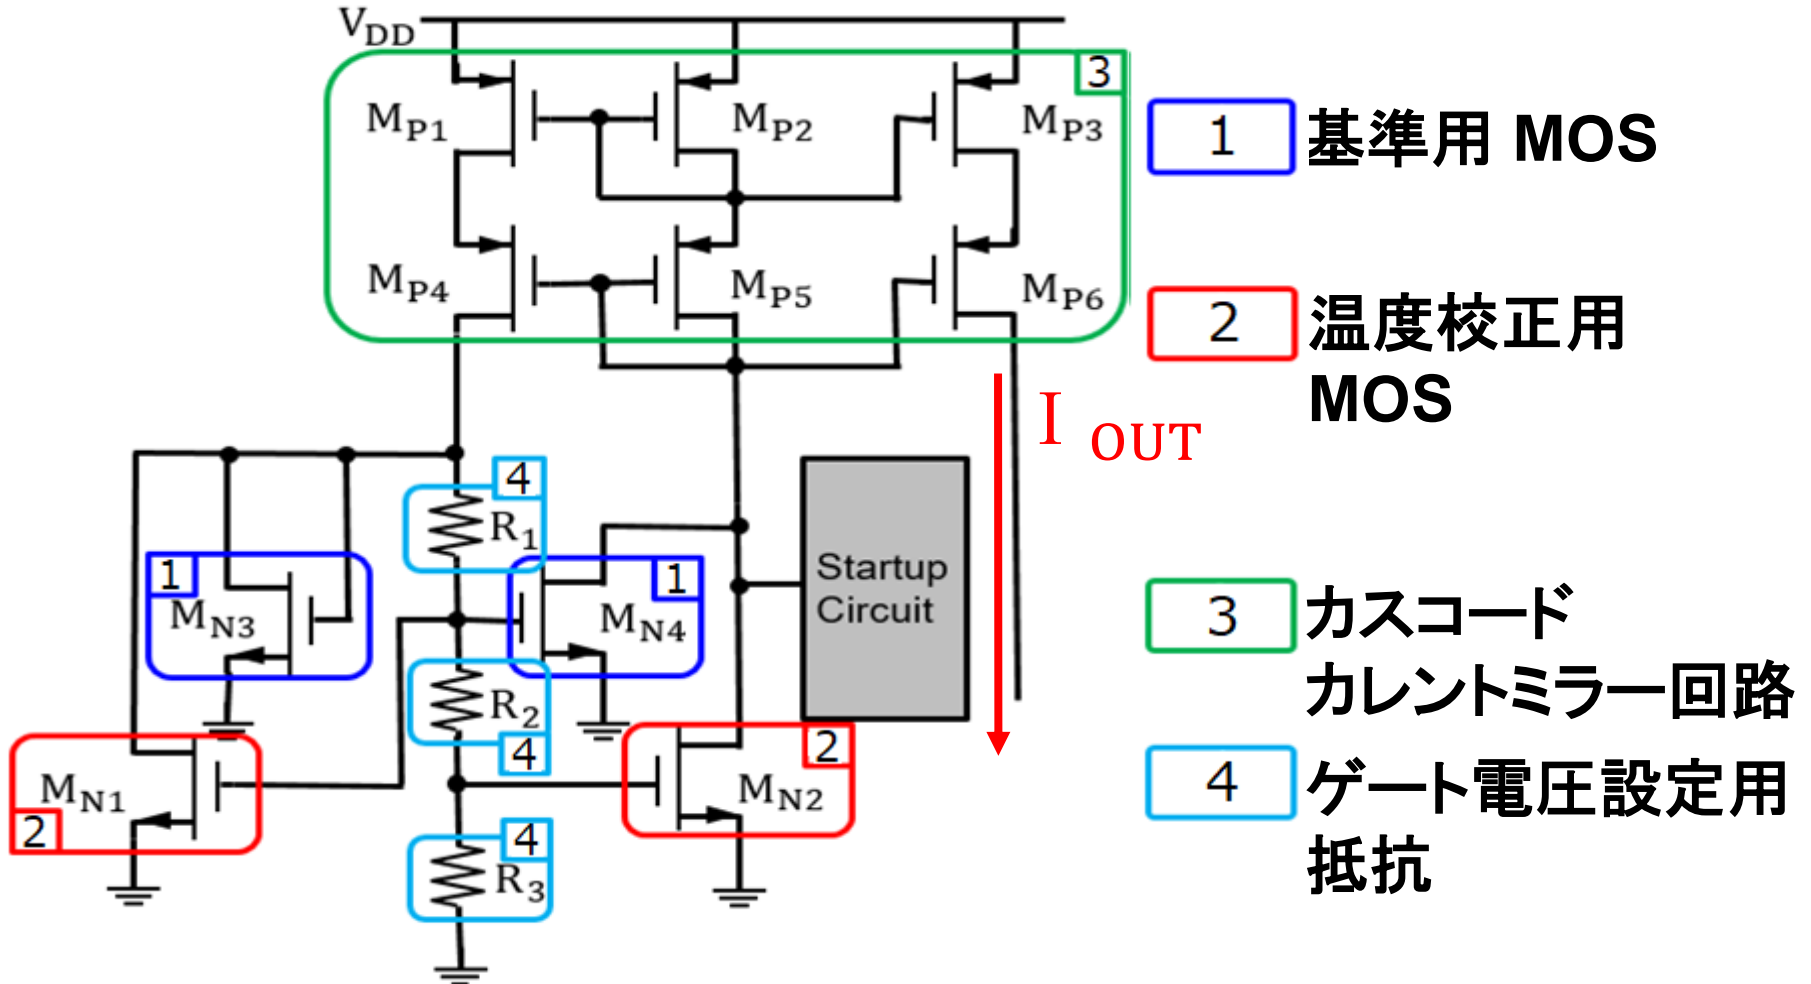 VDD
3
MP1
MP2
MP3
MP4
MP5
MP6
IOUT
4
R1
1
MN3
1
MN4
Startup
Circuit
R2
4
MN1
2
2
MN2
4
R3
1 基準用 MOS
2 温度校正用
MOS
3 カスコード
カレントミラー回路
4 ゲート電圧設定用
抵抗